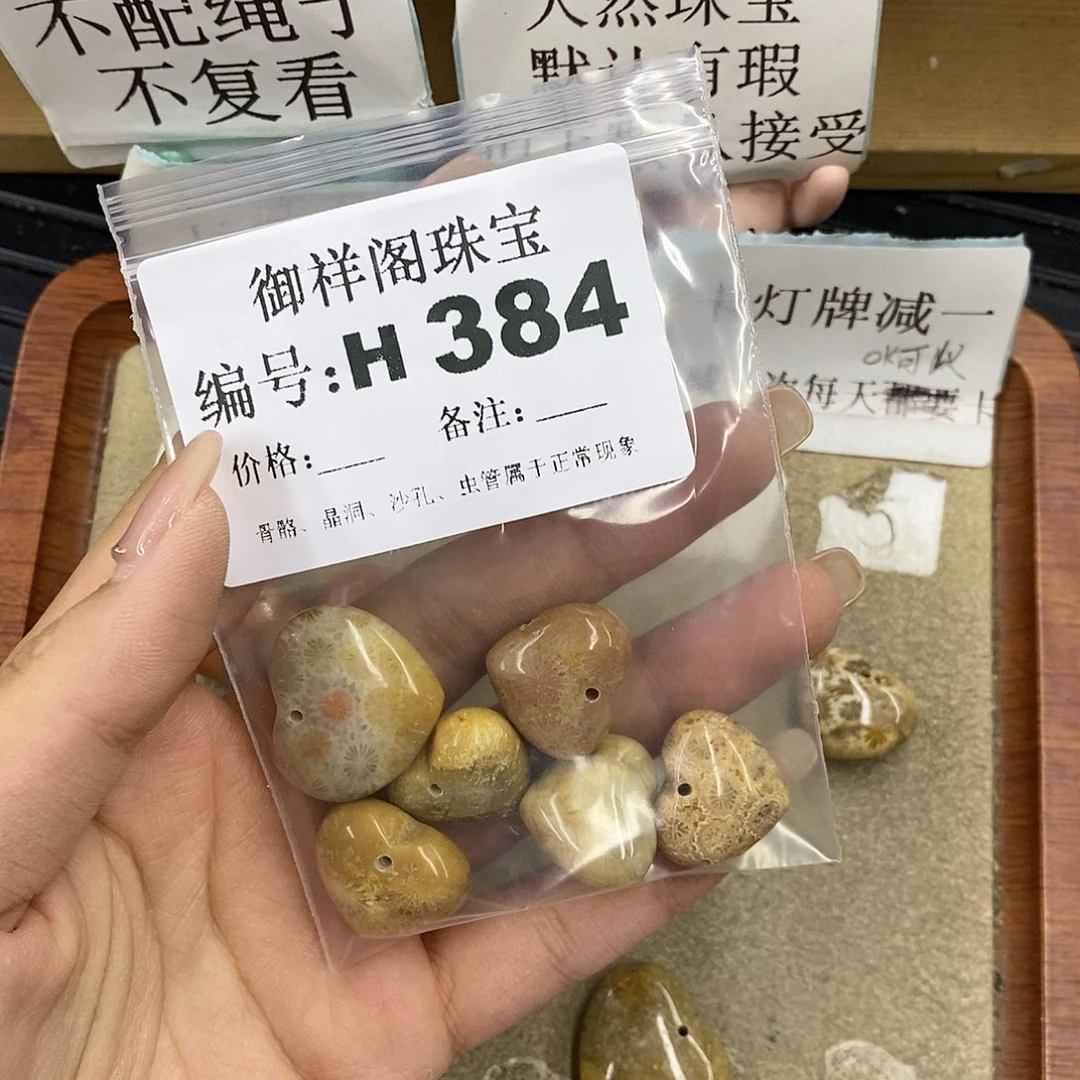 不配绳子
不复看
天然珠宝
默认有瑕
接受
御祥阁珠宝
编号:H 384
备注:
价格:
骨骼、晶洞、沙孔、虫管属于正常现象
灯牌减一
OK可以
每天都要